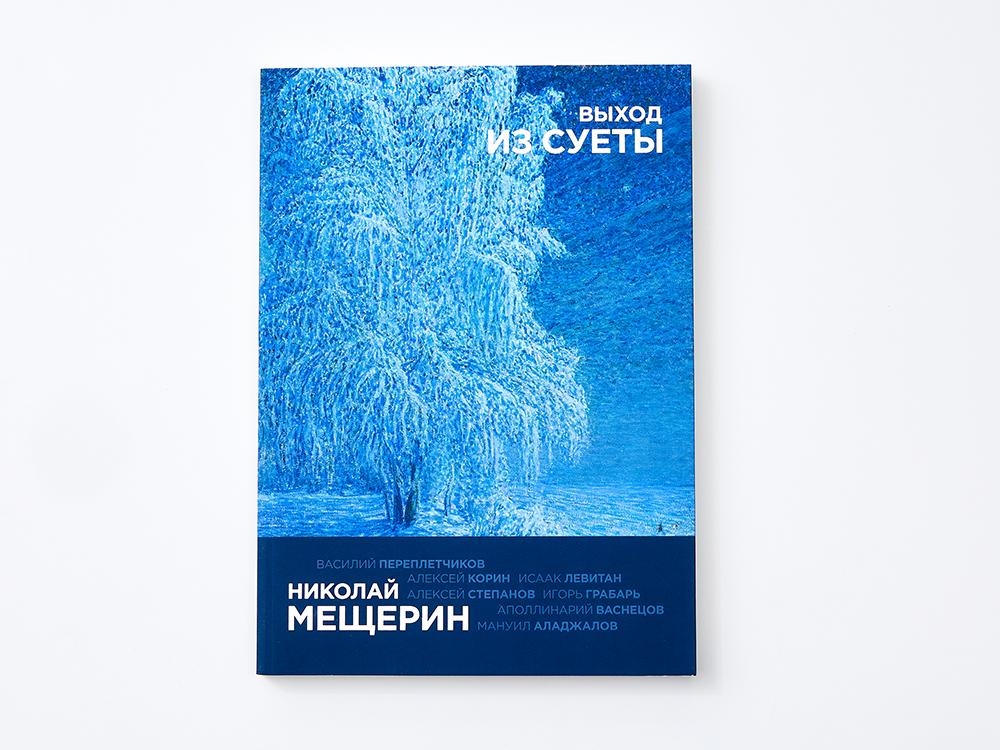 ВЫХОД
ИЗ СУЕТЫ
ВАСИЛИЙ ПЕРЕПЛЕТЧИКОВ
АЛЕКСЕЙ КОРИН ИСААК ЛЕВИТАН
НИКОЛАЙ АЛЕКСЕЙ СТЕПАНОВ ИГОРЬ ГРАБАРЬ
АПОЛЛИНАРИЙ ВАСНЕЦОВ
МЕЩЕРИН МАНУИЛ АЛАДЖАЛОВ